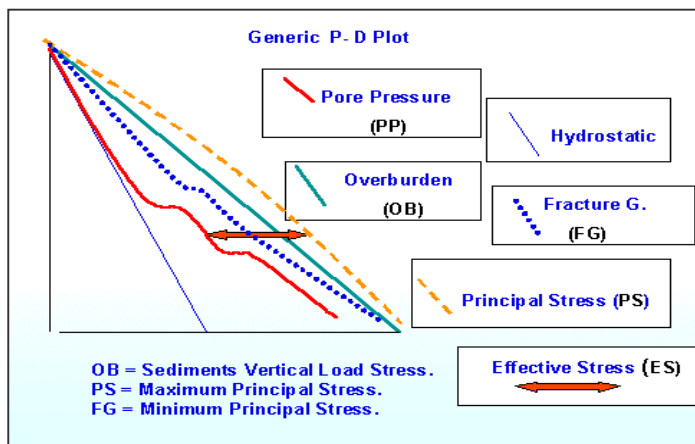 Generic P- D Plot
Pore Pressure
(PP)
Hydrostatic
Overburden
(OB)
Fracture G.
(FG)
Principal Stress (PS)
Effective Stress (ES)
OB = Sediments Vertical Load Stress.
PS = Maximum Principal Stress.
FG = Minimum Principal Stress.